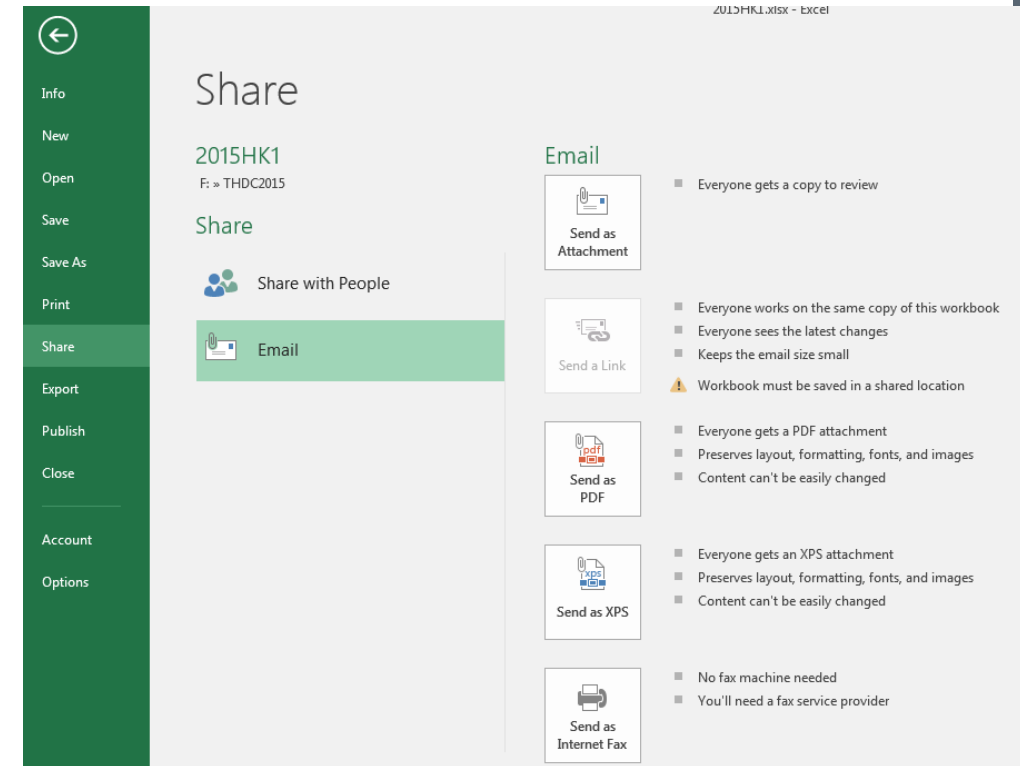 2015HK1.xlsx - Excel
Info
New
Open
Save
Save As
Print
Share
Export
Publish
Close
Account
Options
Share
2015HK1
F: » THDC2015
Share
Share with People
Email
Email
Send as
Attachment
Everyone gets a copy to review
Send a Link
Everyone works on the same copy of this workbook
Everyone sees the latest changes
Keeps the email size small
Workbook must be saved in a shared location
pdf
Send as
PDF
Everyone gets a PDF attachment
Preserves layout, formatting, fonts, and images
Content can't be easily changed
xps
Send as XPS
Everyone gets an XPS attachment
Preserves layout, formatting, fonts, and images
Content can't be easily changed
Send as
Internet Fax
No fax machine needed
You'll need a fax service provider